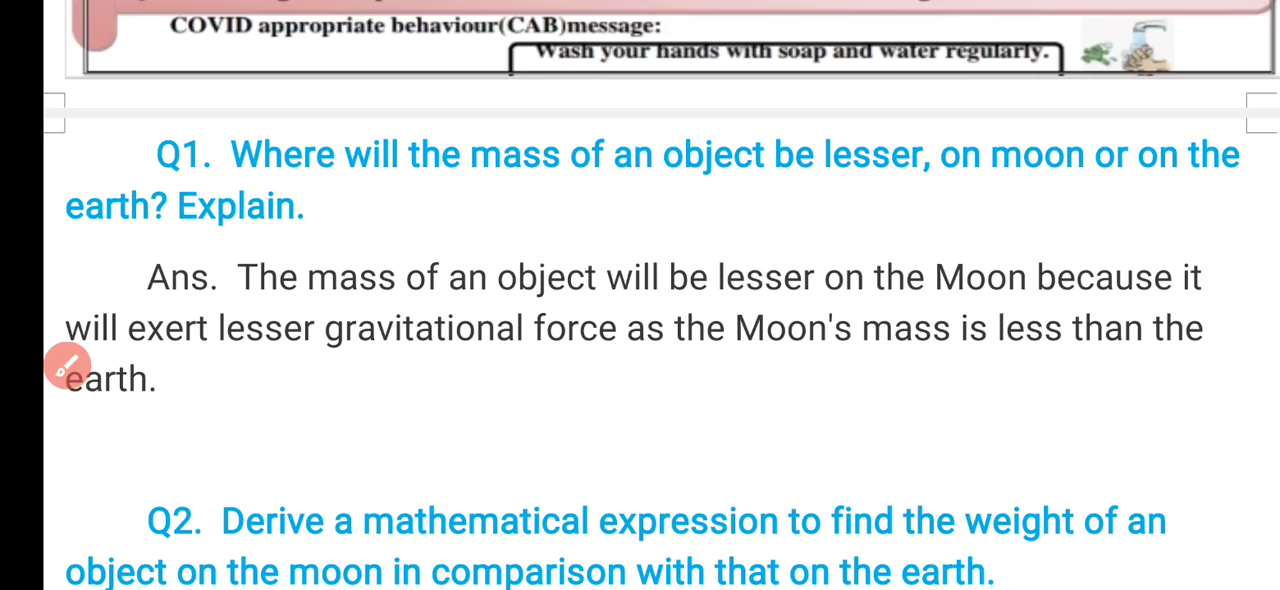 COVID appropriate behaviour(CAB)message:
Wash your hands with soap and water regularly.
Q1. Where will the mass of an object be lesser, on moon or on the
earth? Explain.
Ans. The mass of an object will be lesser on the Moon because it
will exert lesser gravitational force as the Moon's mass is less than the
earth.
Q2. Derive a mathematical expression to find the weight of an
object on the moon in comparison with that on the earth.